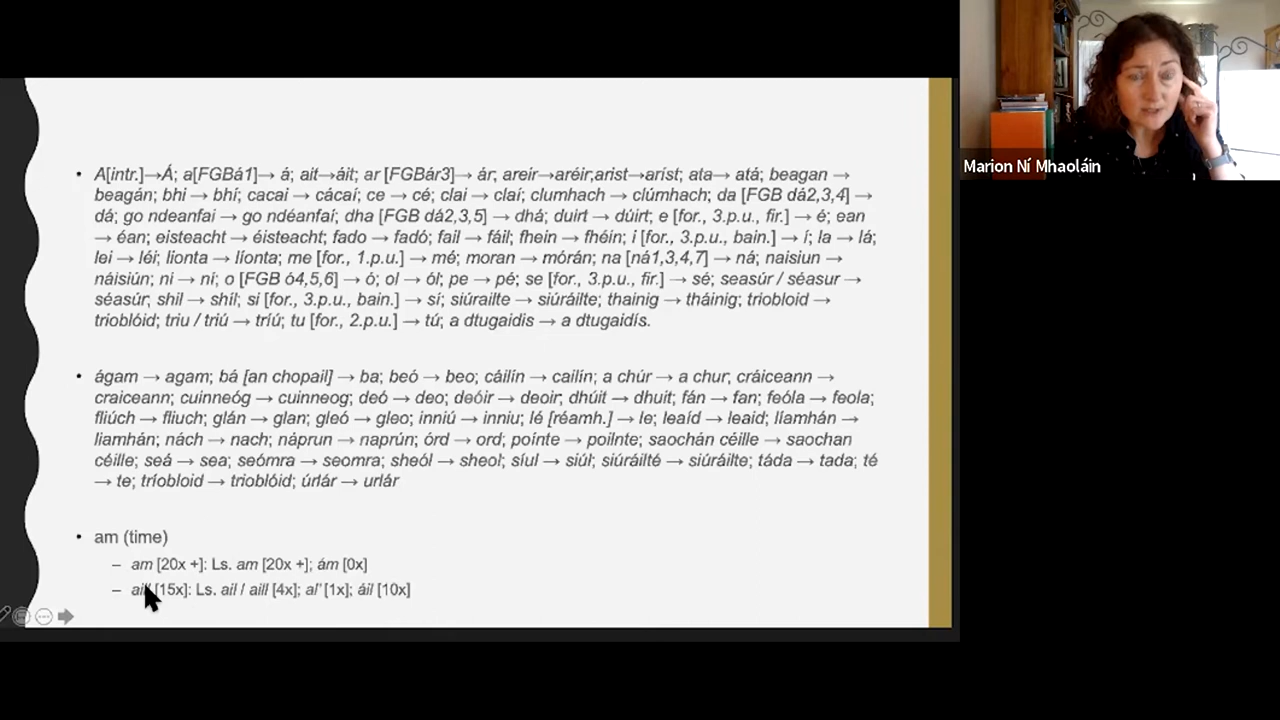 • A[intr.]→Á; a[FGBá1]→ á; ait→áit; ar [FGBár3]→ ár; areir→aréir,arist→aríst; ata→ atá; beagan →
beagán; bhi → bhí; cacai → cácaí; ce → cé; clai → claí; clumhach → clúmhach; da [FGB dá2,3,4] →
dá; go ndeanfai → go ndéanfaí; dha [FGB dá2,3,5] → dhá; duirt → dúirt; e [for., 3.p.u., fir.] → é; ean
→ éan; eisteacht → éisteacht; fado → fadó; fail → fáil; fhein → fhéin; i [for., 3.p.u., bain.] → í; la → lá;
lei → léi; lionta → líonta; me [for., 1.p.u.] → mé; moran → mórán; na [ná1,3,4,7] → ná; naisiun →
náisiún; ni → ní; o [FGB ó4,5,6] → ó; ol → ól; pe → pé; se [for., 3.p.u., fir.] → sé; seasúr / séasur →
séasúr; shil → shíl; si [for., 3.p.u., bain.] → sí; siúrailte → siúráilte; thainig → tháinig; triobloid →
trioblóid; triu / triú → tríú; tu [for., 2.p.u.] → tú; a dtugaidis → a dtugaidís.
• ágam → agam; bá [an chopail] → ba; beó → beo; cáilín → cailín; a chúr → a chur; cráiceann →
craiceann; cuinneóg → cuinneog; deó → deo; deóir → deoir; dhúit → dhuit; fán → fan; feóla → feola;
fliúch → fliuch; glán → glan; gleó → gleo; inniú → inniu; lé [réamh.] → le; leaíd → leaid; líamhán →
liamhán; nách → nach; náprun → naprún; órd → ord; poínte → poilnte; saochán céille → saochan
céille; seá → sea; seómra → seomra; sheól → sheol; síul → siúl; siúráilté → siúráilte; táda → tada; té
→ te; tríobloid → trioblóid; úrlár → urlár
• am (time)
– am [20x +]: Ls. am [20x +]; ám [0x]
– aill [15x]: Ls. ail / aill [4x]; al' [1x]; áil [10x]
Marion Ní Mhaoláin